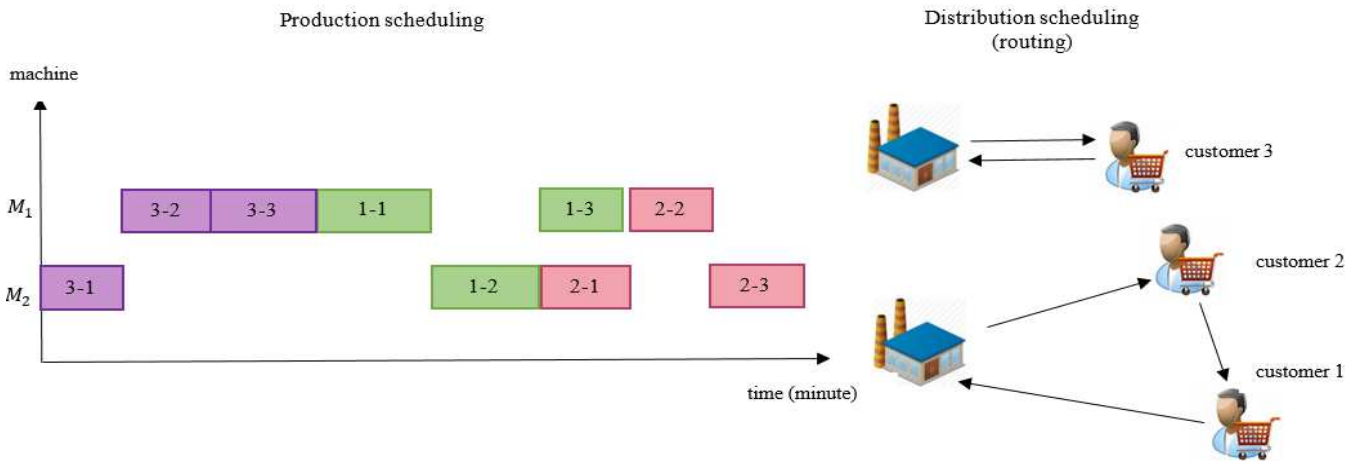 Production scheduling
Distribution scheduling
(routing)
machine
M₁
3-2
3-3
1-1
1-3
2-2
M₂
3-1
1-2
2-1
2-3
time (minute)
customer 3
customer 2
customer 1